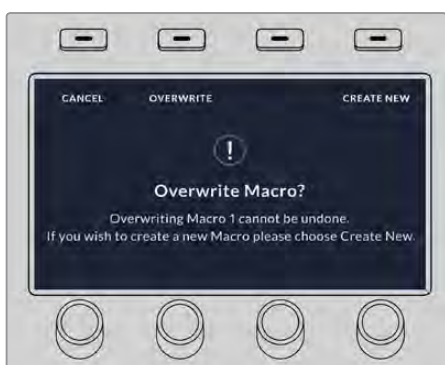 CANCEL OVERWRITE CREATE NEW
!
Overwrite Macro?
Overwriting Macro 1 cannot be undone.
If you wish to create a new Macro please choose Create New.